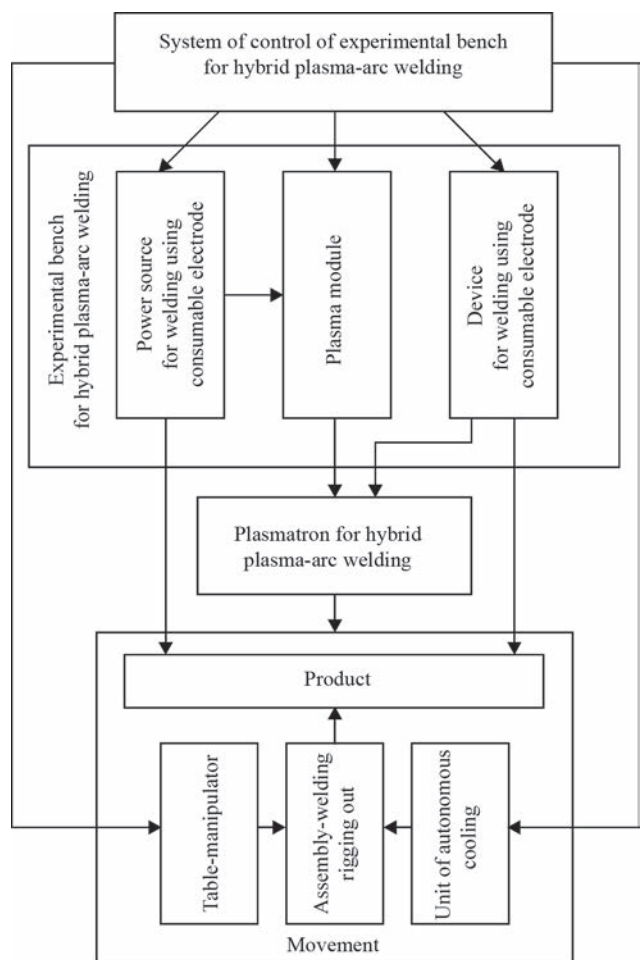 System of control of experimental bench
for hybrid plasma-arc welding
Experimental bench
for hybrid plasma-arc welding
Power source
for welding using
consumable electrode
Plasma module
Device
for welding using
consumable electrode
Plasmatron for hybrid
plasma-arc welding
Product
Table-manipulator
Assembly-welding
rigging out
Unit of autonomous
cooling
Movement